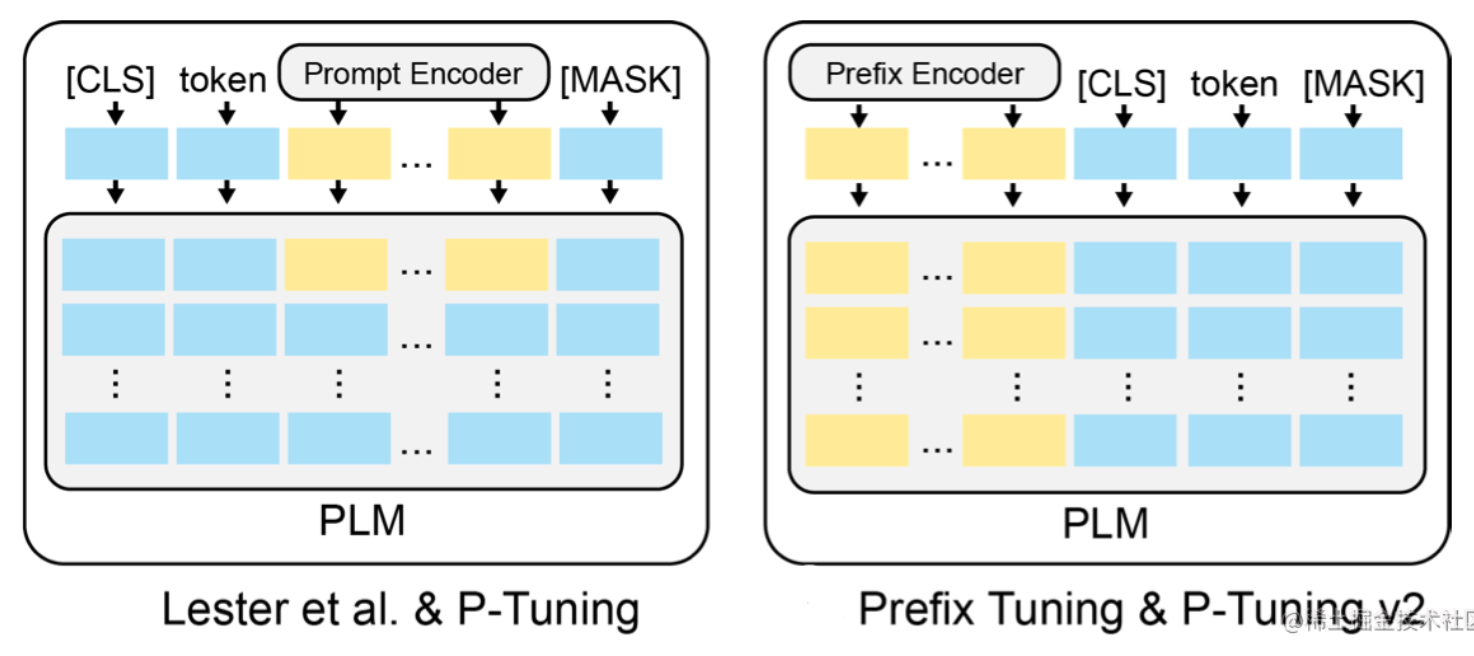 [CLS] token Prompt Encoder [MASK]
...
...
...
...
PLM
Lester et al. & P-Tuning
Prefix Encoder [CLS] token [MASK]
...
...
...
...
PLM
Prefix Tuning & P-Tuning v2
@稀土掘金技术社区